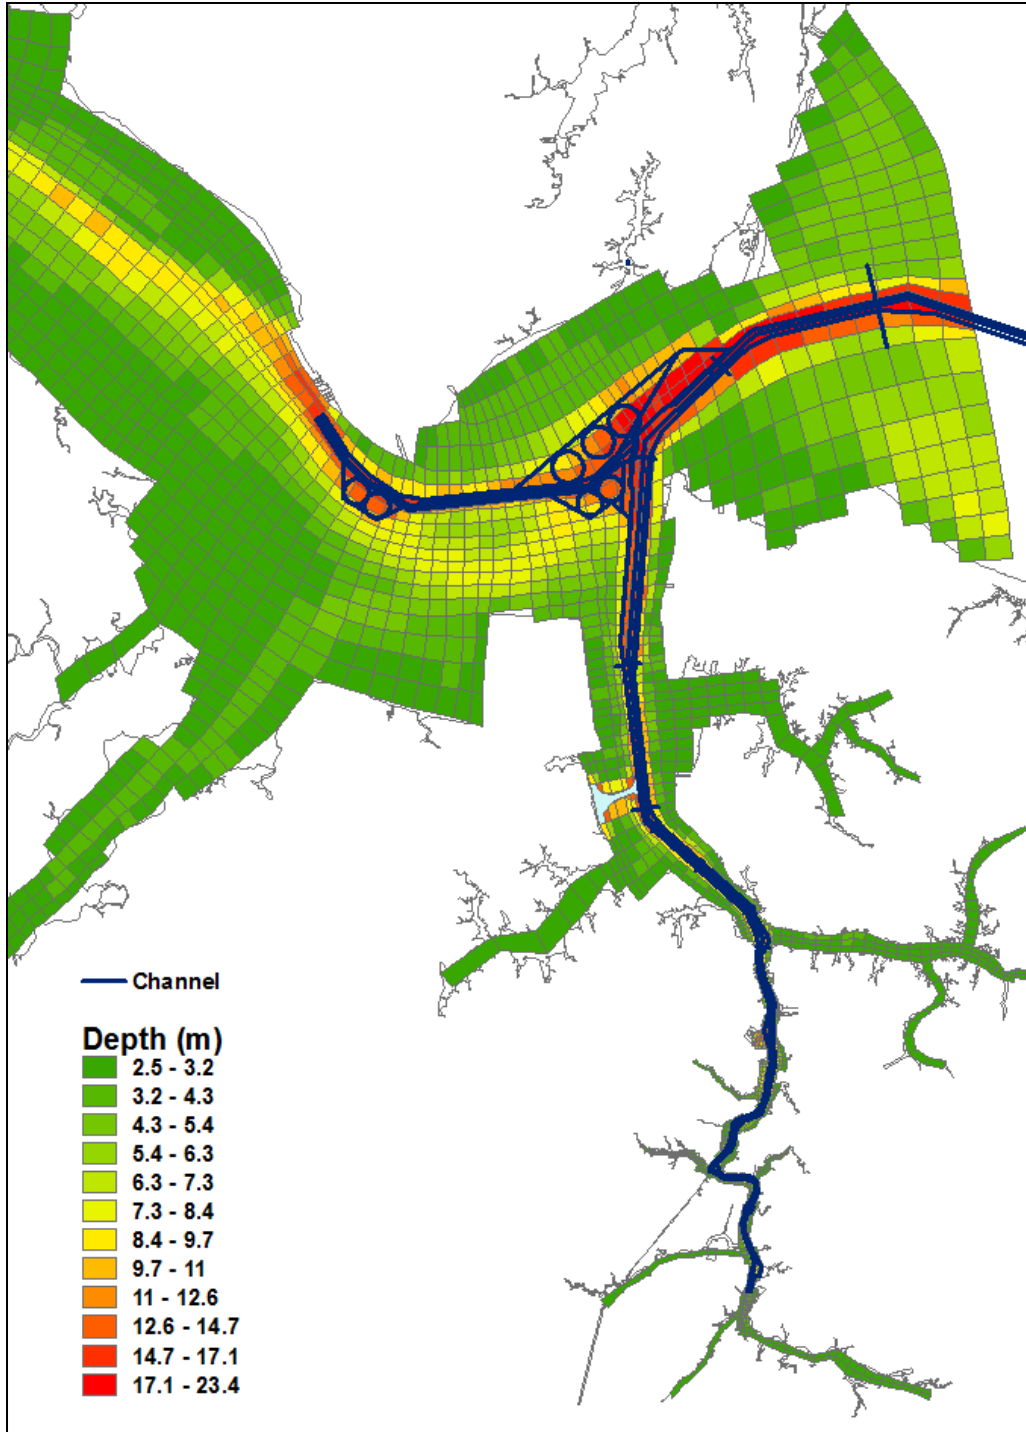 Channel
Depth (m)
2.5 - 3.2
3.2 - 4.3
4.3 - 5.4
5.4 - 6.3
6.3 - 7.3
7.3 - 8.4
8.4 - 9.7
9.7 - 11
11 - 12.6
12.6 - 14.7
14.7 - 17.1
17.1 - 23.4